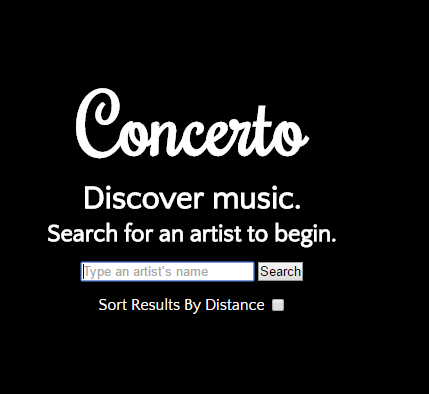 Concerto
Discover music.
Search for an artist to begin.
Type an artist's name Search
Sort Results By Distance